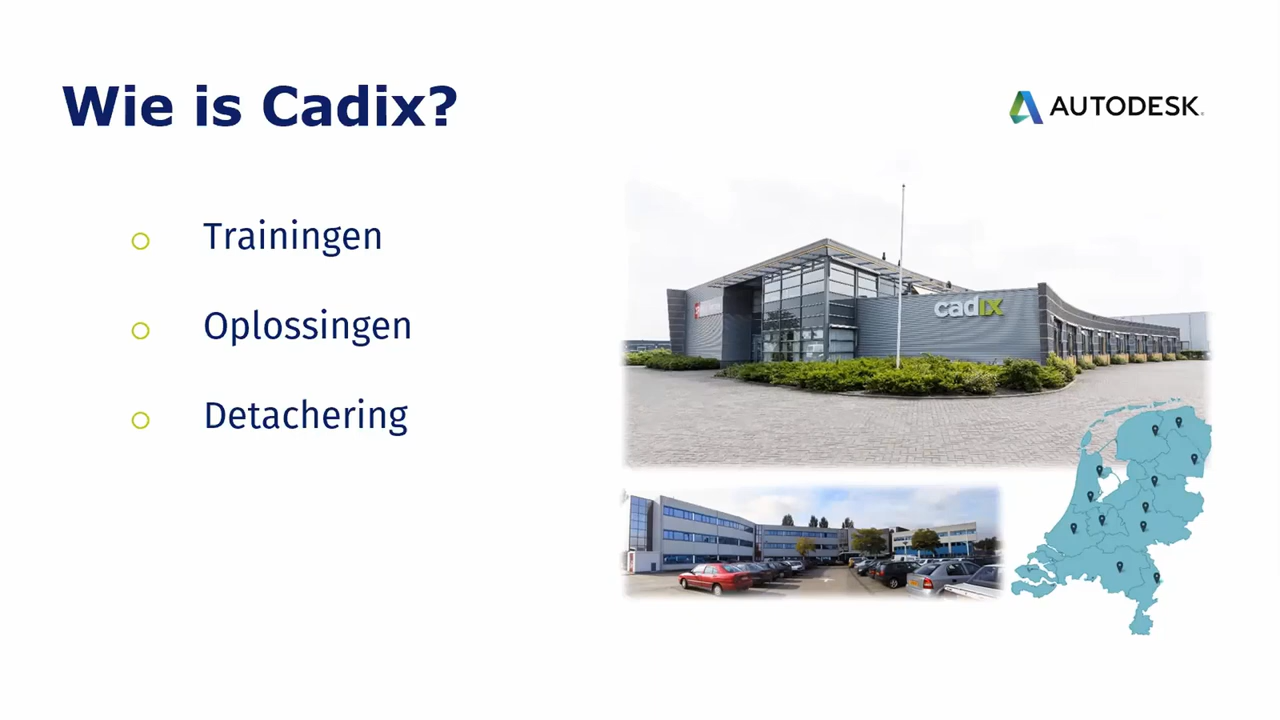 Wie is Cadix?
AUTODESK.
Trainingen
Oplossingen
Detachering
cadix